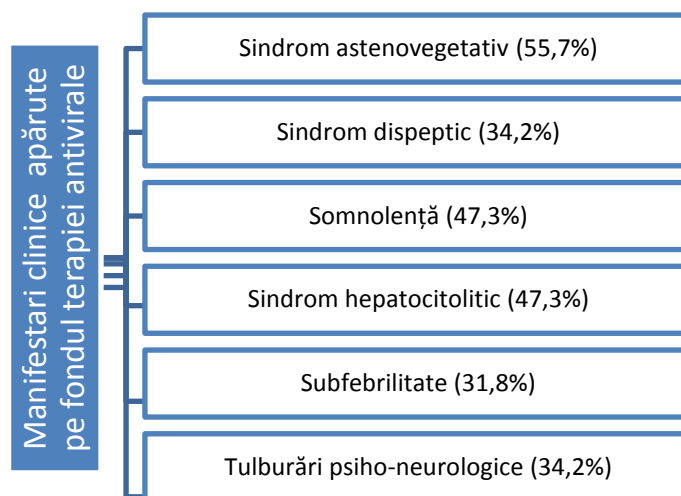 Manifestari clinice apărute
pe fondul terapiei antivirale
Sindrom astenovegetativ (55,7%)
Sindrom dispeptic (34,2%)
Somnolență (47,3%)
Sindrom hepatocitolitic (47,3%)
Subfebrilitate (31,8%)
Tulburări psiho-neurologice (34,2%)